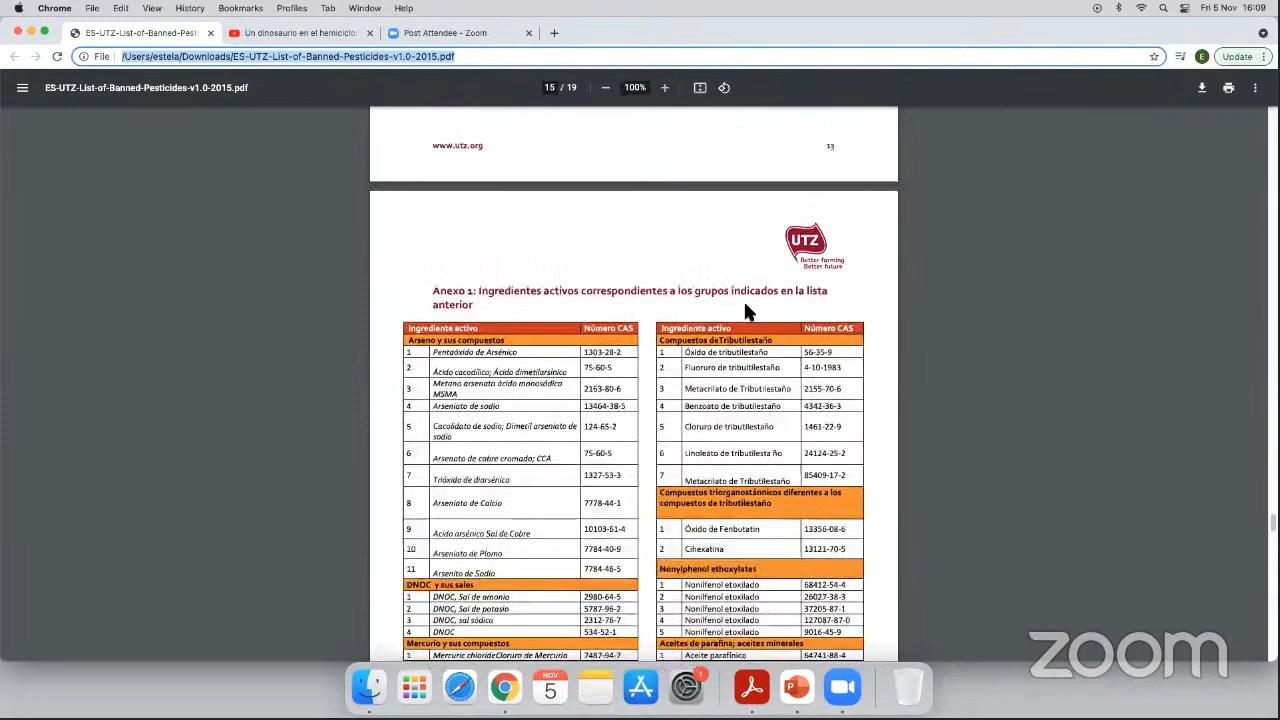 Chrome File Edit View History Bookmarks Profiles Tab Window Help Fri 5 Nov 16:09
ES-UTZ-List-of-Banned-Pestic Un dinosaurio en el hemiciclo: Post Attendee - Zoom
File /Users/estela/Downloads/ES-UTZ-List-of-Banned-Pesticides-v1.0-2015.pdf E Update
ES-UTZ-List-of-Banned-Pesticides-v1.0-2015.pdf 15 / 19 100%
www.utz.org 13
UTZ
Better farming
Better future
Anexo 1: Ingredientes activos correspondientes a los grupos indicados en la lista
anterior
Ingrediente activo Número CAS
Arseno y sus compuestos
1 Pentaóxido de Arsénico 1303-28-2
2 Ácido cacodílico; Ácido dimetilarsínico 75-60-5
3 Metano arsenato ácido monosódico MSMA 2163-80-6
4 Arseniato de sodio 13464-38-5
5 Cacolidato de sodio; Dimetil arseniato de sodio 124-65-2
6 Arsenato de cobre cromado; CCA 75-60-5
7 Trióxido de diarsénico 1327-53-3
8 Arseniato de Calcio 7778-44-1
9 Acido arsénico Sal de Cobre 10103-61-4
10 Arseniato de Plomo 7784-40-9
11 Arsenito de Sodio 7784-46-5
DNOC y sus sales
1 DNOC, Sal de amonio 2980-64-5
2 DNOC, Sal de potasio 5787-96-2
3 DNOC, sal sódica 2312-76-7
4 DNOC 534-52-1
Mercurio y sus compuestos
1 Mercuric chlorideCloruro de Mercurio 7487-94-7
Ingrediente activo Número CAS
Compuestos deTributilestaño
1 Óxido de tributilestaño 56-35-9
2 Fluoruro de tribultilestaño 4-10-1983
3 Metacrilato de Tributilestaño 2155-70-6
4 Benzoato de tributilestaño 4342-36-3
5 Cloruro de tributilestaño 1461-22-9
6 Linoleato de tributilesta ño 24124-25-2
7 Metacrilato de Tributilestaño 85409-17-2
Compuestos triorganostánnicos diferentes a los
compuestos de tributilestaño
1 Óxido de Fenbutatin 13356-08-6
2 Cihexatina 13121-70-5
Nonylphenol ethoxylates
1 Nonilfenol etoxilado 68412-54-4
2 Nonilfenol etoxilado 26027-38-3
3 Nonilfenol etoxilado 37205-87-1
4 Nonilfenol etoxilado 127087-87-0
5 Nonilfenol etoxilado 9016-45-9
Aceites de parafina; aceites minerales
1 Aceite parafínico 64741-88-4
zoom
NOV
5
1